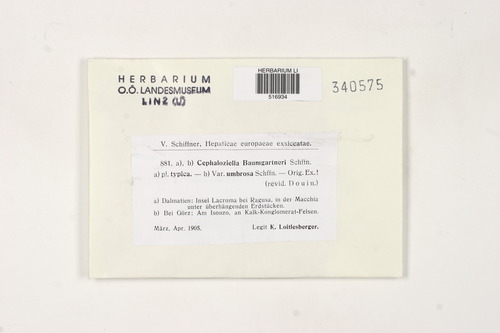 HERBARIUM
O.Ö. LANDESMUSEUM
LINZ (LI)
HERBARIUM LI
516934
340575
V. Schiffner, Hepaticae europaeae exsiccatae.
881. a), b) Cephaloziella Baumgartneri Schffn.
a) pl. typica. — b) Var. umbrosa Schffn. — Orig. Ex.!
(revid. Douin.)
a) Dalmatien: Insel Lacroma bei Ragusa, in der Macchia
unter überhängenden Erdstücken.
b) Bei Görz: Am Isonzo, an Kalk-Konglomerat-Felsen.
März, Apr. 1905. Legit K. Loitlesberger.